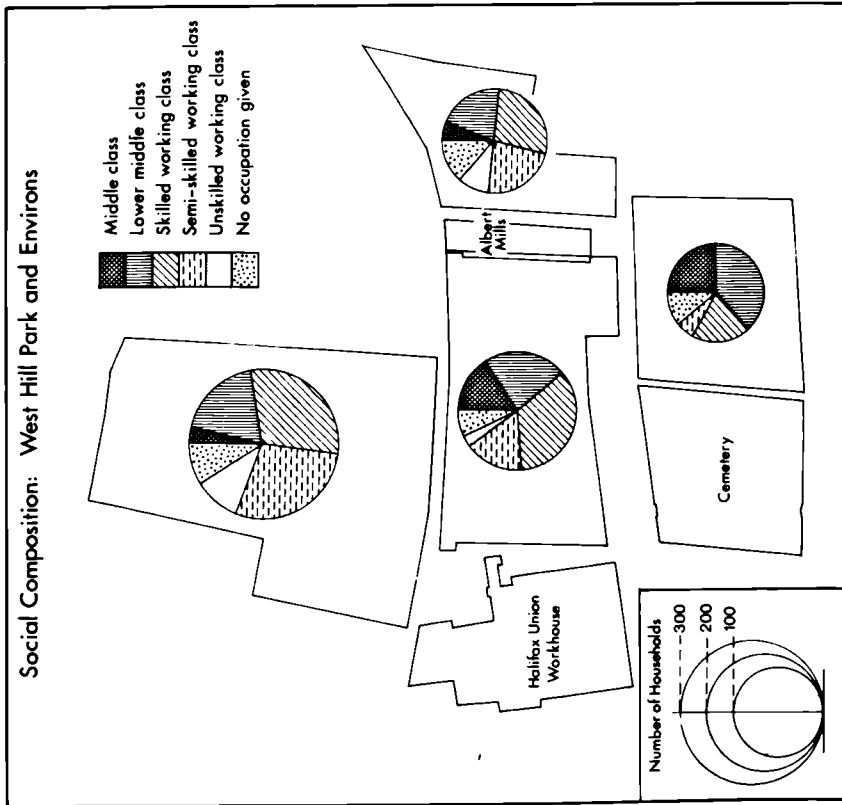 Social Composition: West Hill Park and Environs
Middle class
Lower middle class
Skilled working class
Semi-skilled working class
Unskilled working class
No occupation given
Albert
Mills
Halifax Union
Workhouse
Cemetery
Number of Households
300
200
100